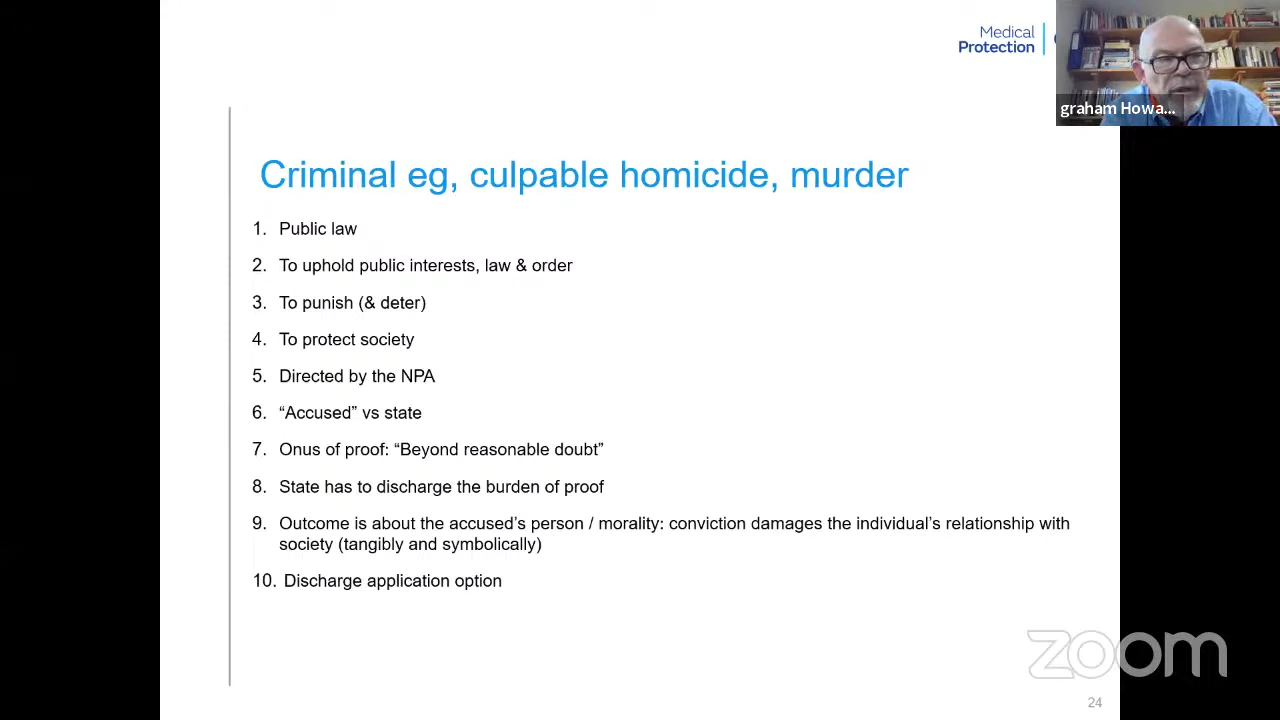 Medical
Protection
graham Howa...
Criminal eg, culpable homicide, murder
1. Public law
2. To uphold public interests, law & order
3. To punish (& deter)
4. To protect society
5. Directed by the NPA
6. “Accused” vs state
7. Onus of proof: “Beyond reasonable doubt”
8. State has to discharge the burden of proof
9. Outcome is about the accused’s person / morality: conviction damages the individual’s relationship with
society (tangibly and symbolically)
10. Discharge application option
zoom
24